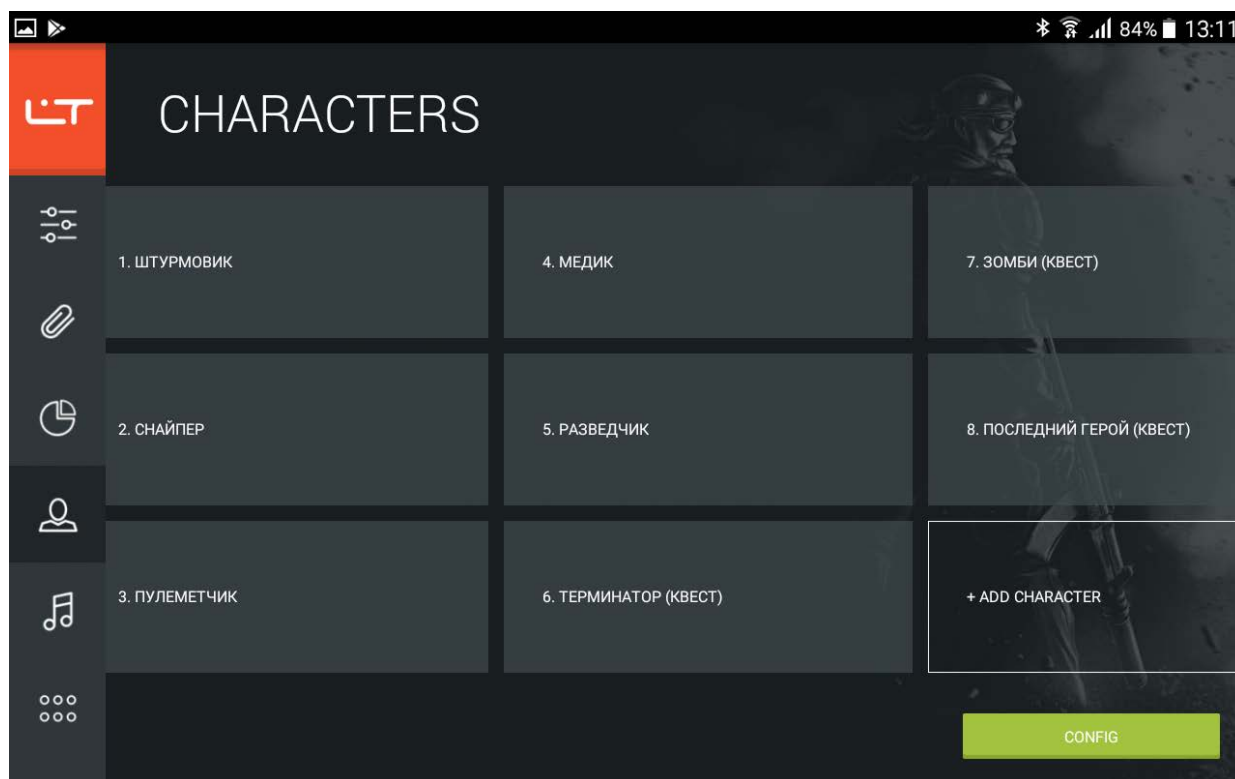 84% 13:11
LT
CHARACTERS
1. ШТУРМОВИК
4. МЕДИК
7. ЗОМБИ (КВЕСТ)
2. СНАЙПЕР
5. РАЗВЕДЧИК
8. ПОСЛЕДНИЙ ГЕРОЙ (КВЕСТ)
3. ПУЛЕМЕТЧИК
6. ТЕРМИНАТОР (КВЕСТ)
+ ADD CHARACTER
CONFIG